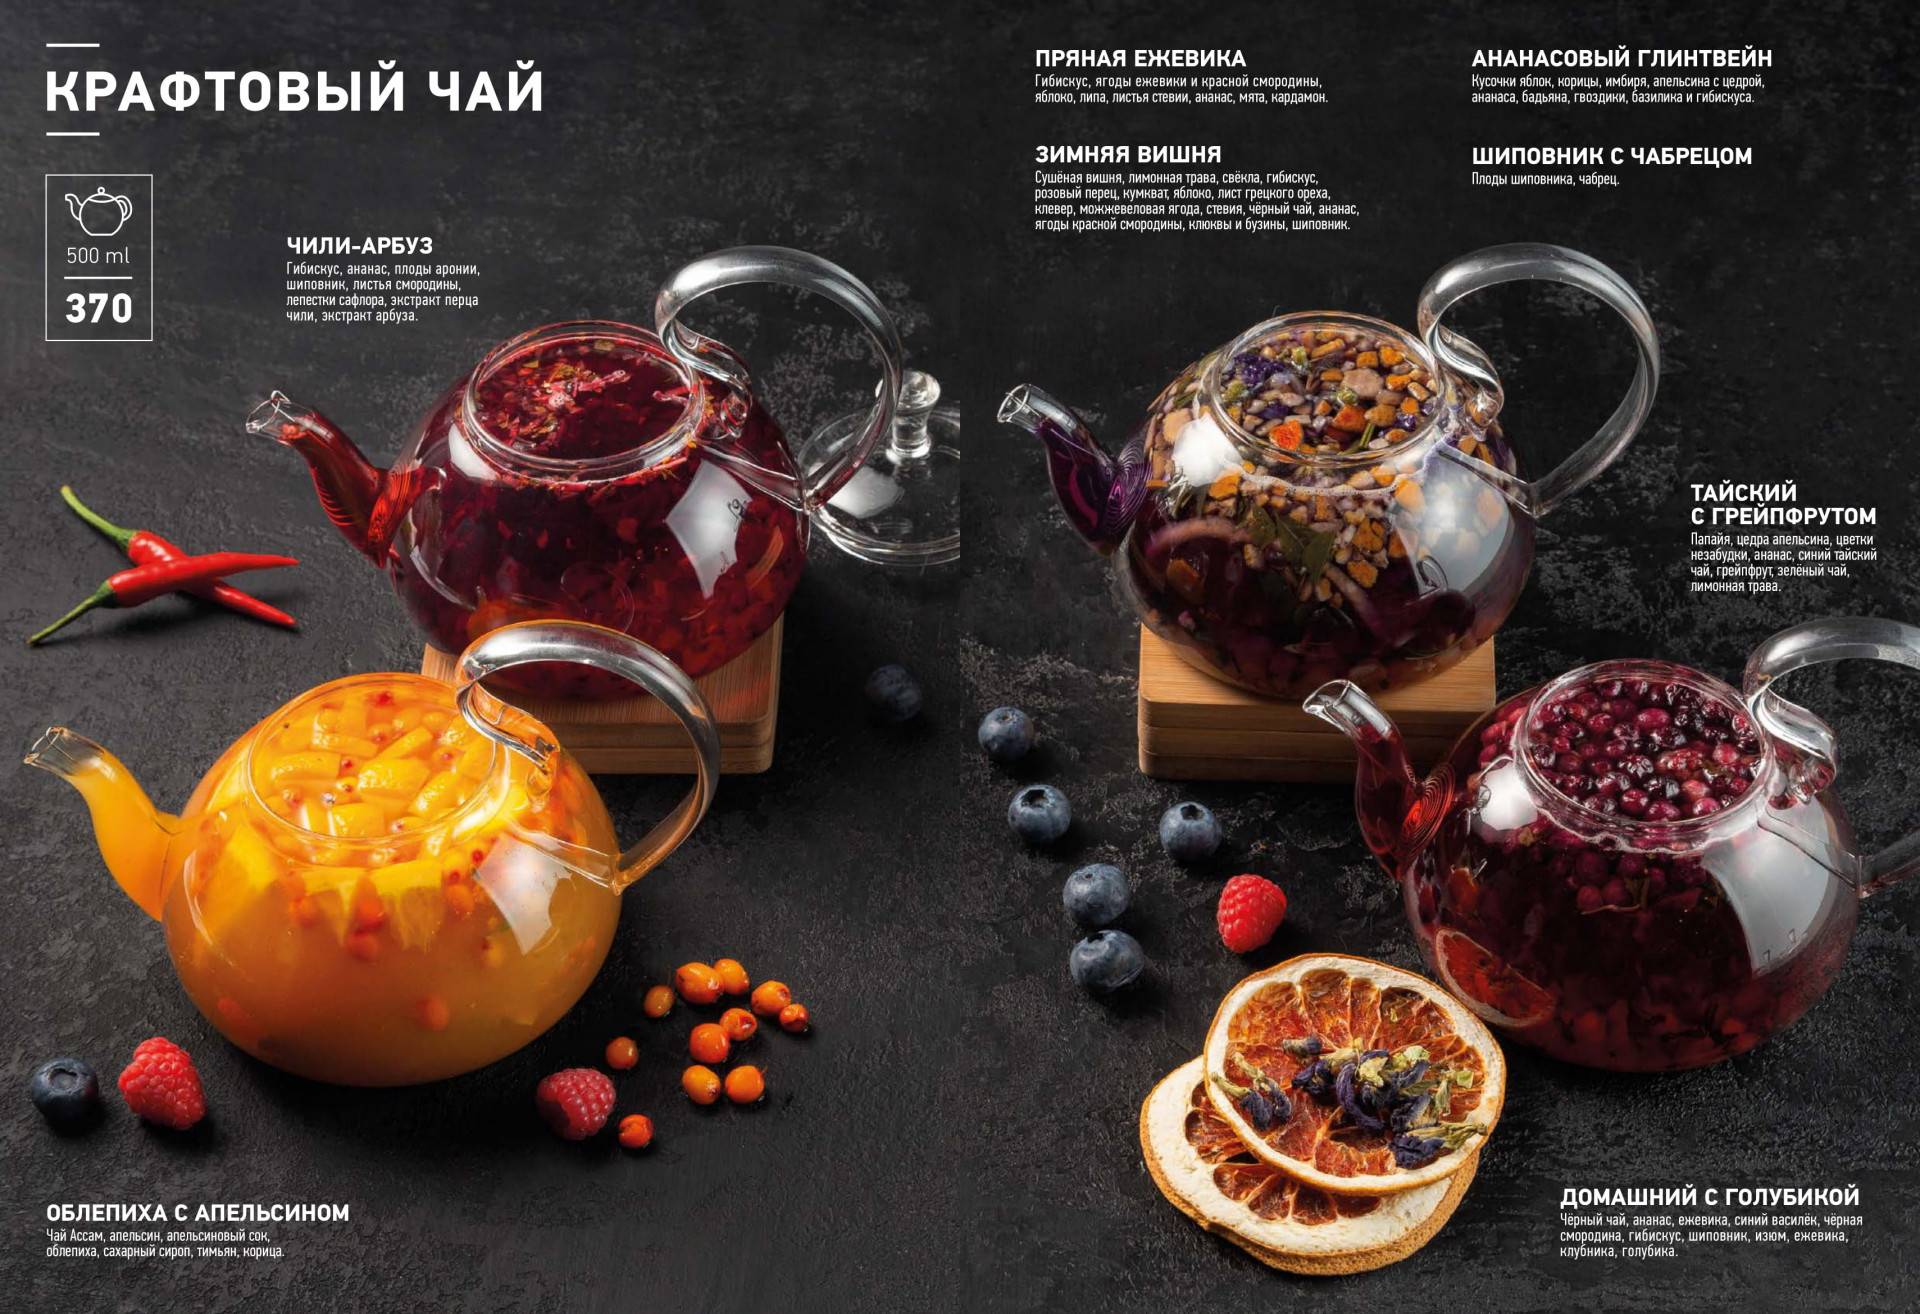 КРАФТОВЫЙ ЧАЙ
500 ml
370
ЧИЛИ-АРБУЗ
Гибискус, ананас, плоды аронии,
шиповник, листья смородины,
лепестки сафлора, экстракт перца
чили, экстракт арбуза.
ОБЛЕПИХА С АПЕЛЬСИНОМ
Чай Ассам, апельсин, апельсиновый сок,
облепиха, сахарный сироп, тимьян, корица.
ПРЯНАЯ ЕЖЕВИКА
Гибискус, ягоды ежевики и красной смородины,
яблоко, липа, листья стевии, ананас, мята, кардамон.
ЗИМНЯЯ ВИШНЯ
Сушёная вишня, лимонная трава, свёкла, гибискус,
розовый перец, кумкват, яблоко, лист грецкого ореха,
клевер, можжевеловая ягода, стевия, чёрный чай, ананас,
ягоды красной смородины, клюквы и бузины, шиповник.
АНАНАСОВЫЙ ГЛИНТВЕЙН
Кусочки яблок, корицы, имбиря, апельсина с цедрой,
ананаса, бадьяна, гвоздики, базилика и гибискуса.
ШИПОВНИК С ЧАБРЕЦОМ
Плоды шиповника, чабрец.
ТАЙСКИЙ
С ГРЕЙПФРУТОМ
Папайя, цедра апельсина, цветки
незабудки, ананас, синий тайский
чай, грейпфрут, зелёный чай,
лимонная трава.
ДОМАШНИЙ С ГОЛУБИКОЙ
Чёрный чай, ананас, ежевика, синий василёк, чёрная
смородина, гибискус, шиповник, изюм, ежевика,
клубника, голубика.